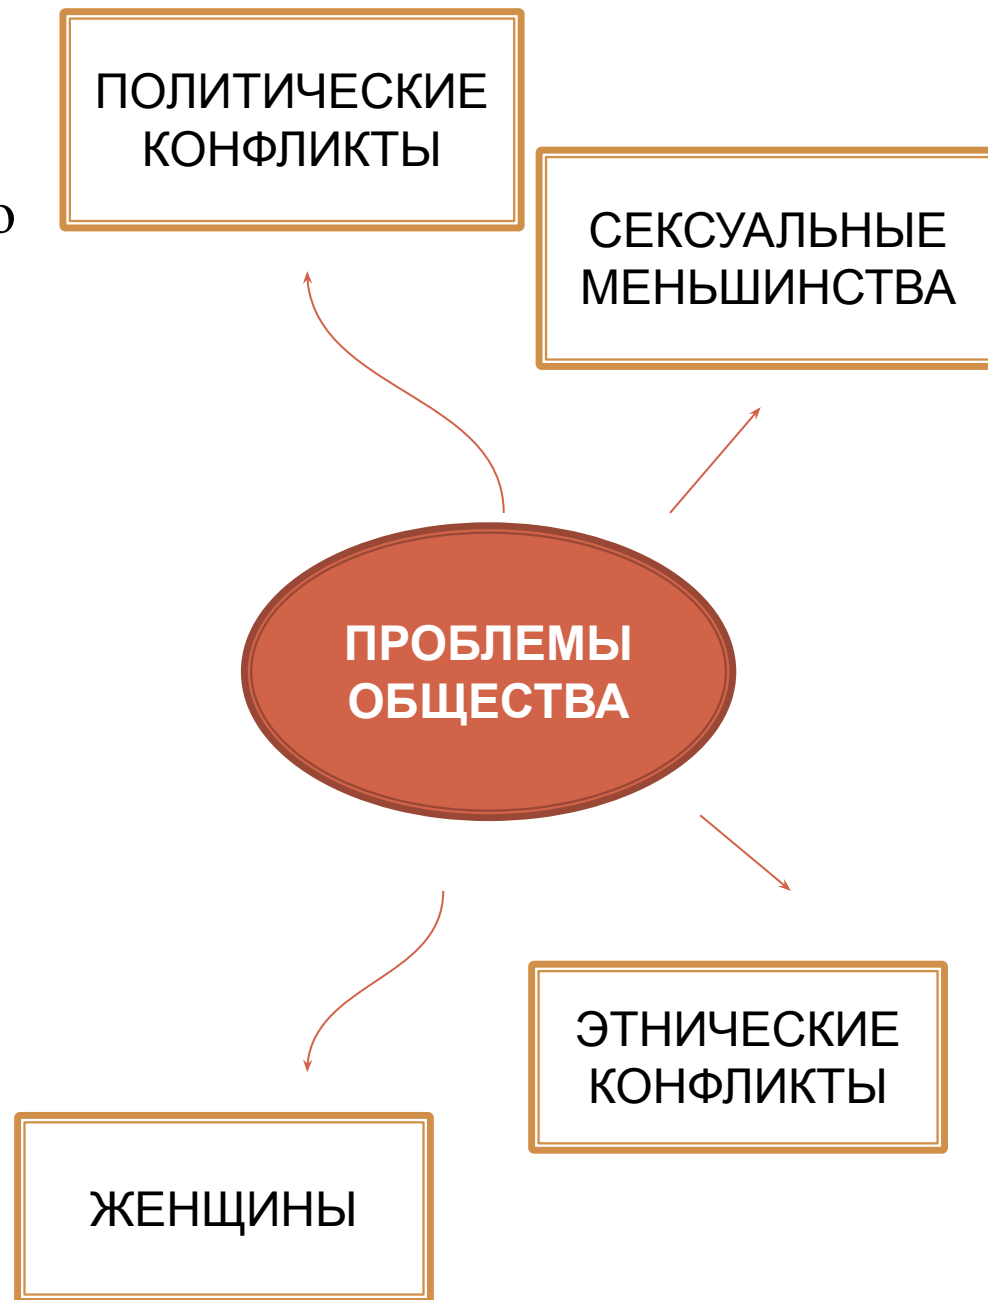 ПОЛИТИЧЕСКИЕ
КОНФЛИКТЫ
о
СЕКСУАЛЬНЫЕ
МЕНЬШИНСТВА
ПРОБЛЕМЫ
ОБЩЕСТВА
ЭТНИЧЕСКИЕ
КОНФЛИКТЫ
ЖЕНЩИНЫ